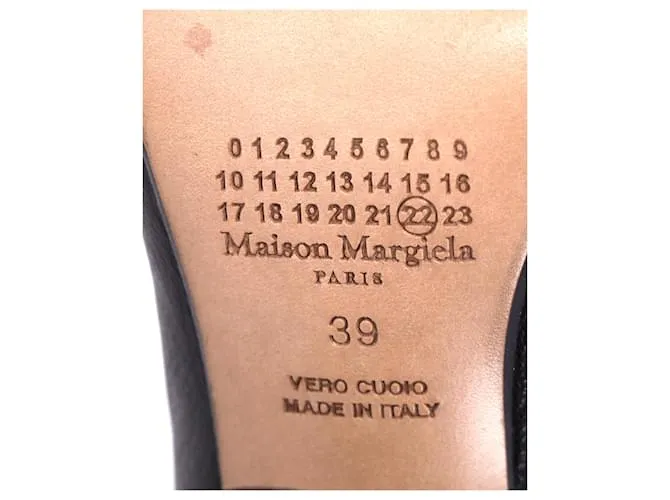 0 1 2 3 4 5 6 7 8 9
10 11 12 13 14 15 16
17 18 19 20 21 22 23
Maison Margiela
PARIS
39
VERO CUOIO
MADE IN ITALY